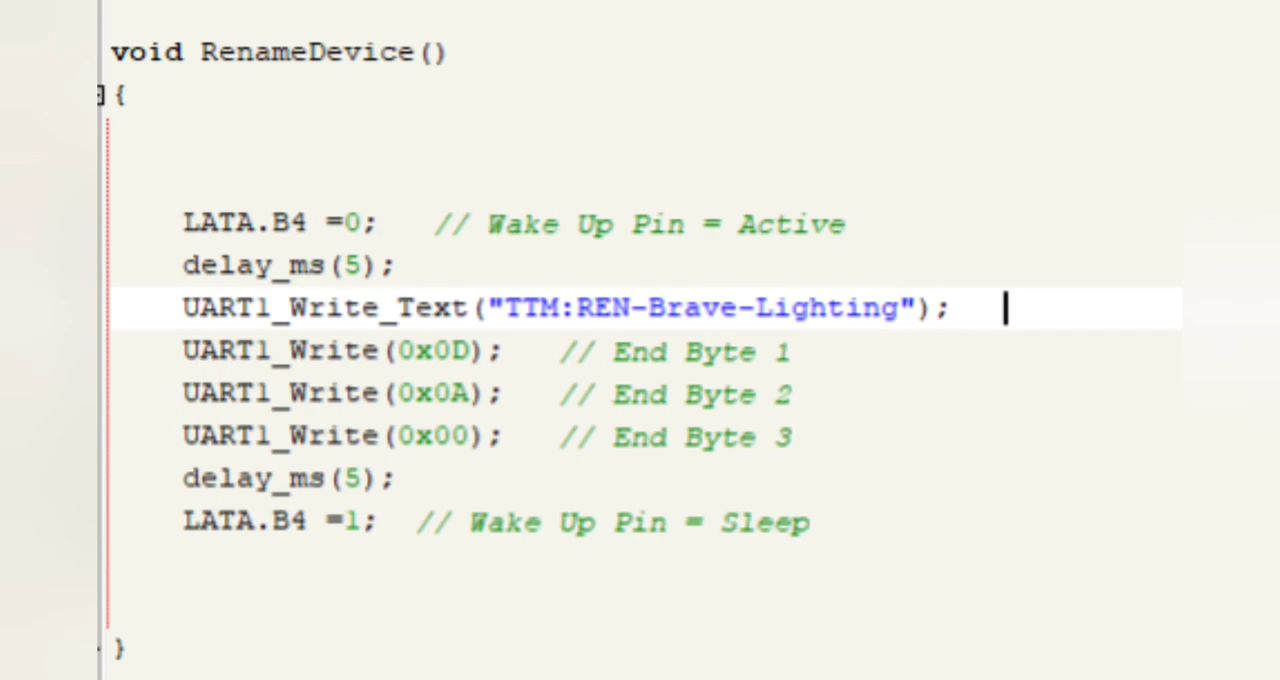 void RenameDevice()
{
LATA.B4 =0; // Wake Up Pin = Active
delay_ms(5);
UART1_Write_Text("TTM:REN-Brave-Lighting");
UART1_Write(0x0D); // End Byte 1
UART1_Write(0x0A); // End Byte 2
UART1_Write(0x00); // End Byte 3
delay_ms(5);
LATA.B4 =1; // Wake Up Pin = Sleep
}